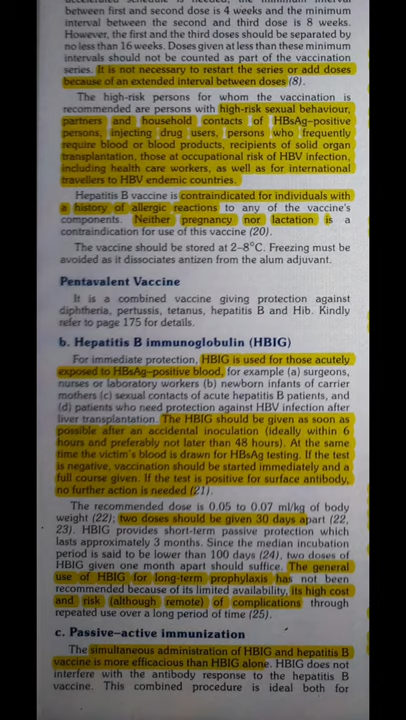 accelerated schedule is needed, the minimum interval
between first and second dose is 4 weeks and the minimum
interval between the second and third dose is 8 weeks.
However, the first and the third doses should be separated by
no less than 16 weeks. Doses given at less than these minimum
intervals should not be counted as part of the vaccination
series. It is not necessary to restart the series or add doses
because of an extended interval between doses (8).
The high-risk persons for whom the vaccination is
recommended are persons with high-risk sexual behaviour,
partners and household contacts of HBsAg–positive
persons, injecting drug users, persons who frequently
require blood or blood products, recipients of solid organ
transplantation, those at occupational risk of HBV infection,
including health care workers, as well as for international
travellers to HBV endemic countries.
Hepatitis B vaccine is contraindicated for individuals with
a history of allergic reactions to any of the vaccine's
components. Neither pregnancy nor lactation is a
contraindication for use of this vaccine (20).
The vaccine should be stored at 2–8°C. Freezing must be
avoided as it dissociates antizen from the alum adjuvant.
Pentavalent Vaccine
It is a combined vaccine giving protection against
diphtheria, pertussis, tetanus, hepatitis B and Hib. Kindly
refer to page 175 for details.
b. Hepatitis B immunoglobulin (HBIG)
For immediate protection, HBIG is used for those acutely
exposed to HBsAg–positive blood, for example (a) surgeons,
nurses or laboratory workers (b) newborn infants of carrier
mothers (c) sexual contacts of acute hepatitis B patients, and
(d) patients who need protection against HBV infection after
liver transplantation. The HBIG should be given as soon as
possible after an accidental inoculation (ideally within 6
hours and preferably not later than 48 hours). At the same
time the victim's blood is drawn for HBsAg testing. If the test
is negative, vaccination should be started immediately and a
full course given. If the test is positive for surface antibody,
no further action is needed (21).
The recommended dose is 0.05 to 0.07 ml/kg of body
weight (22); two doses should be given 30 days apart (22,
23). HBIG provides short-term passive protection which
lasts approximately 3 months. Since the median incubation
period is said to be lower than 100 days (24), two doses of
HBIG given one month apart should suffice. The general
use of HBIG for long-term prophylaxis has not been
recommended because of its limited availability, its high cost
and risk (although remote) of complications through
repeated use over a long period of time (25).
c. Passive–active immunization
The simultaneous administration of HBIG and hepatitis B
vaccine is more efficacious than HBIG alone. HBIG does not
interfere with the antibody response to the hepatitis B
vaccine. This combined procedure is ideal both for